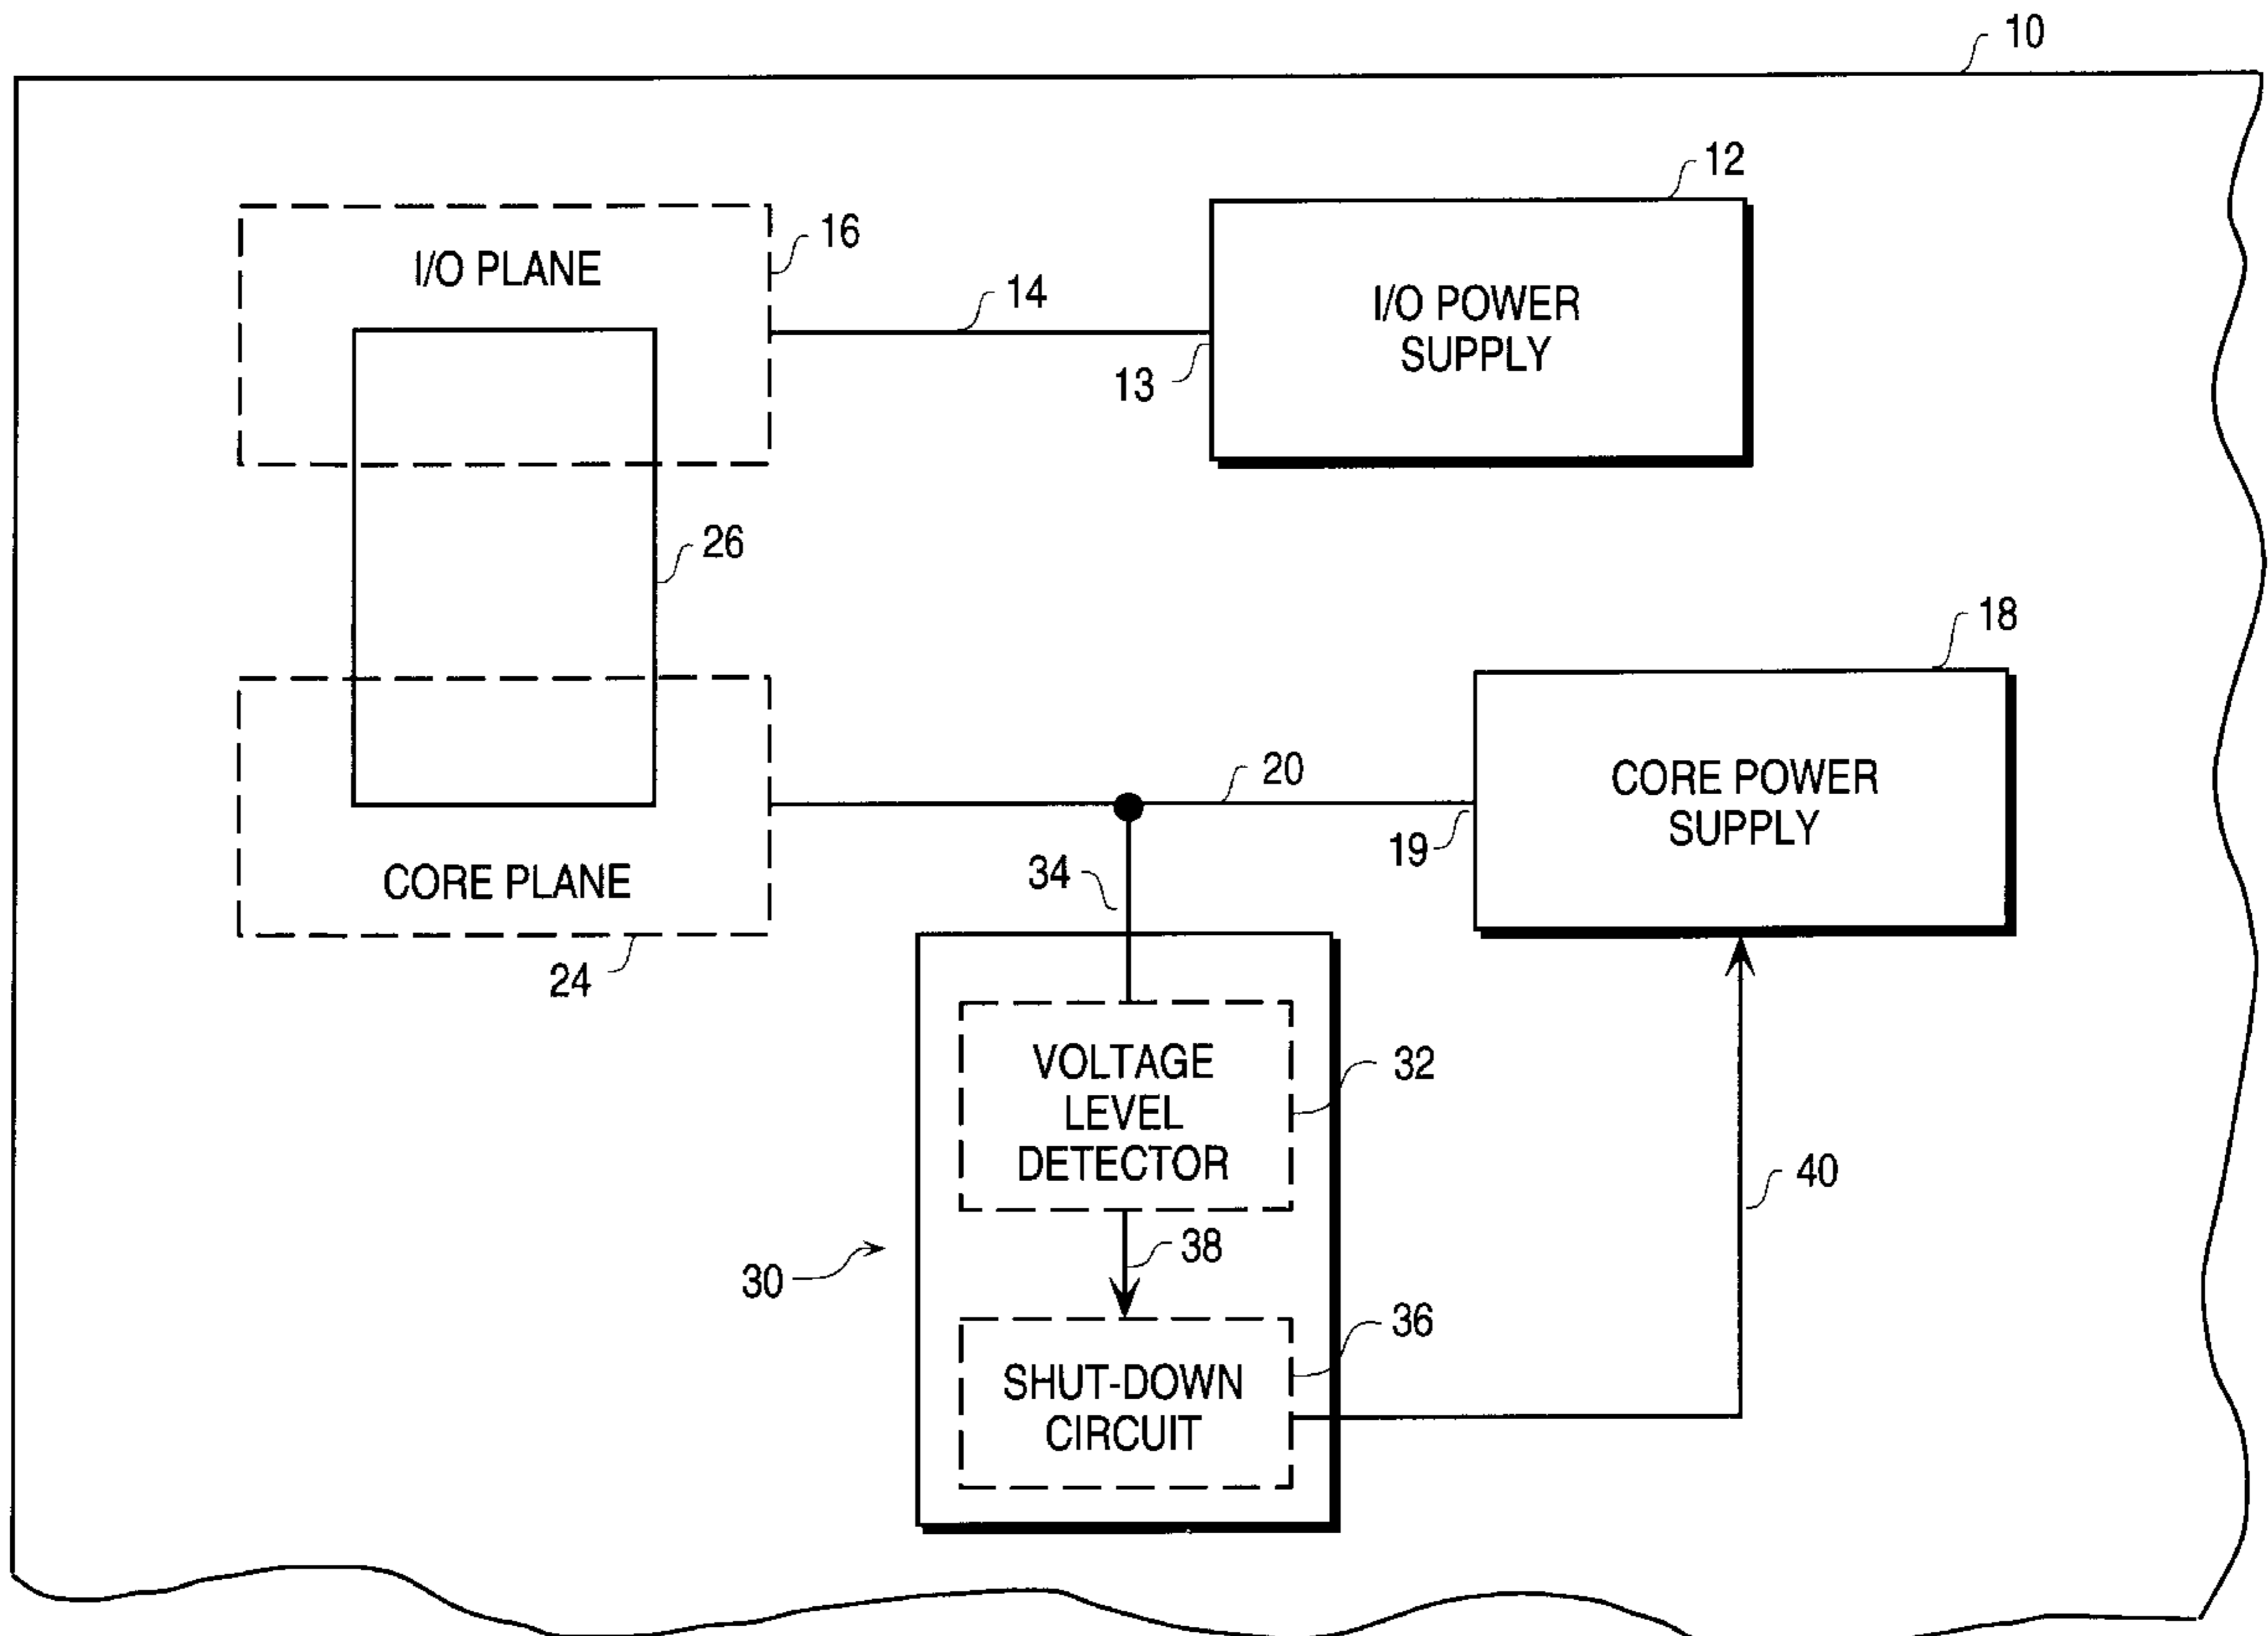 10
12
16
I/O PLANE
14
I/O POWER
SUPPLY
13
26
18
20
CORE POWER
SUPPLY
19
34
CORE PLANE
24
VOLTAGE
LEVEL
DETECTOR
32
40
38
30
36
SHUT-DOWN
CIRCUIT